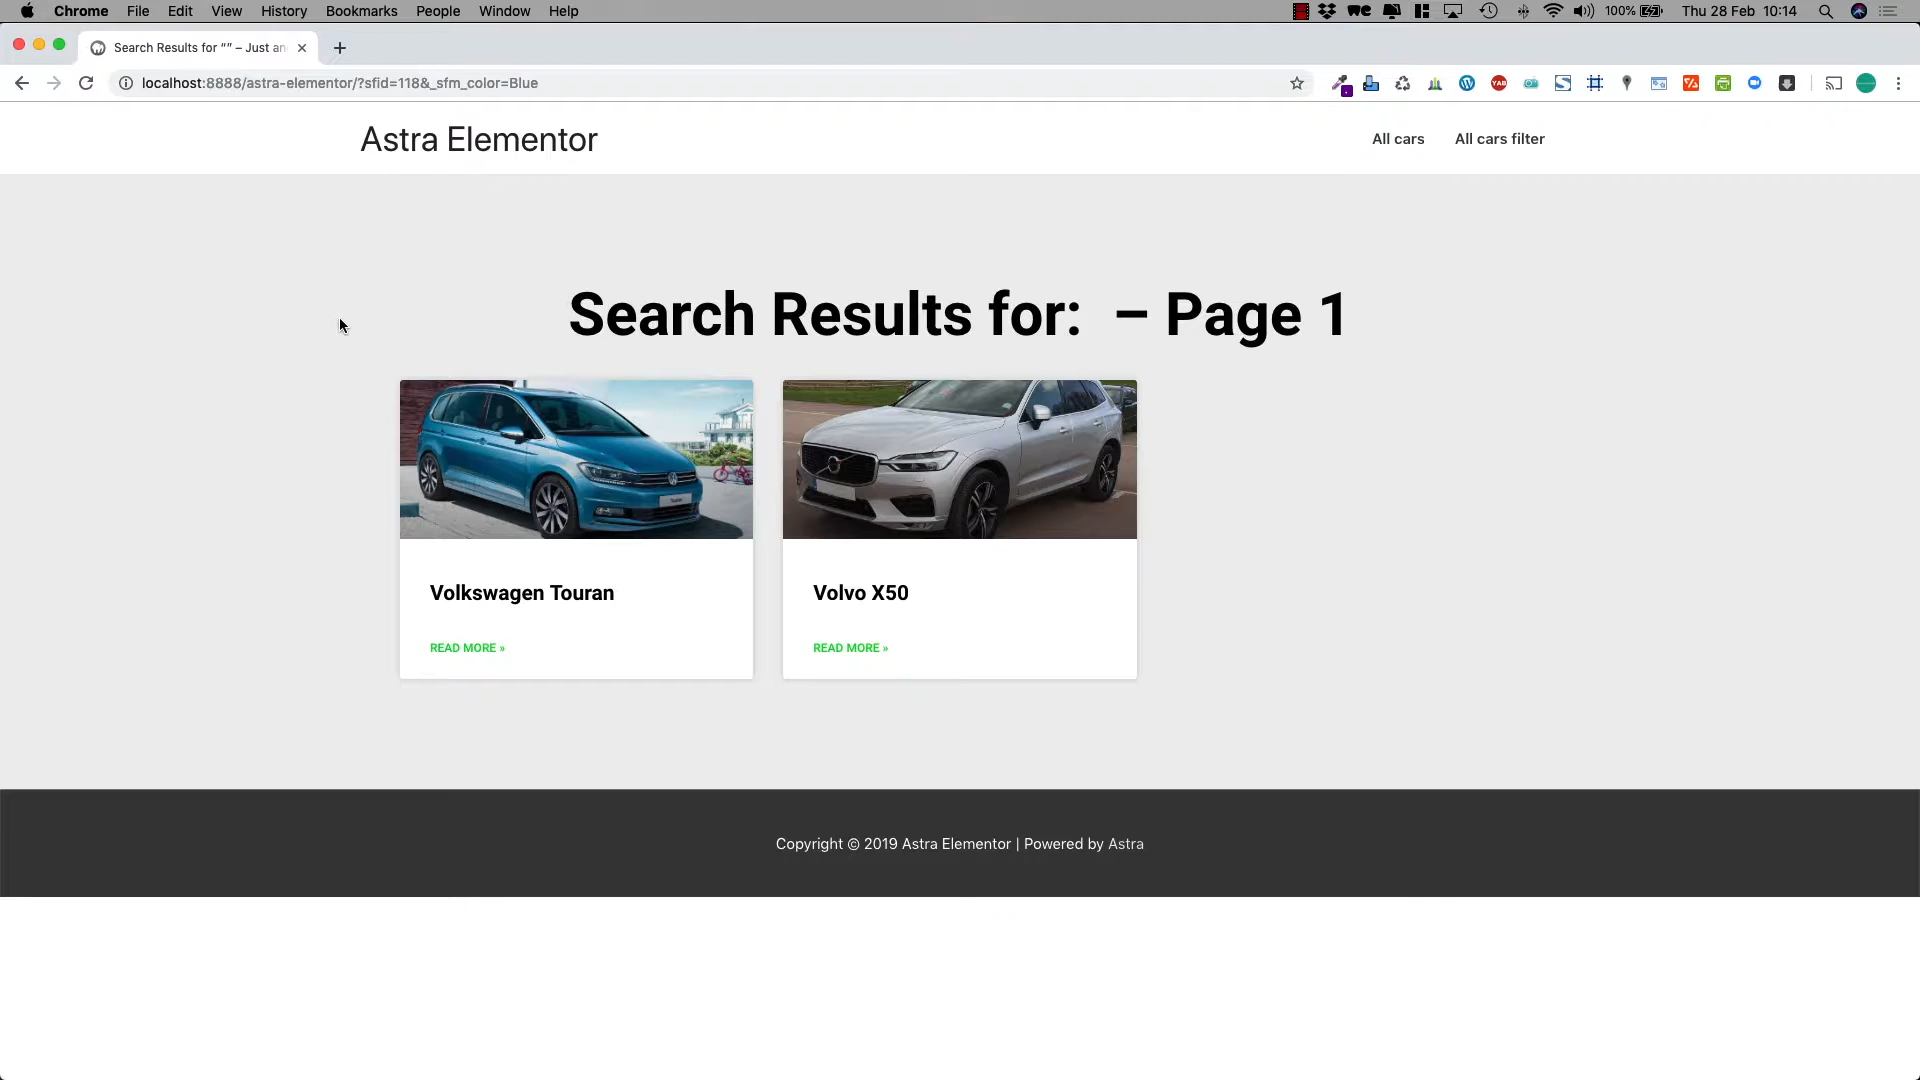 Chrome File Edit View History Bookmarks People Window Help 100% Thu 28 Feb 10:14
Search Results for “” – Just an
localhost:8888/astra-elementor/?sfid=118&_sfm_color=Blue
YAB
Astra Elementor
All cars All cars filter
Search Results for: – Page 1
Volkswagen Touran
Volvo X50
READ MORE »
READ MORE »
Copyright © 2019 Astra Elementor | Powered by Astra